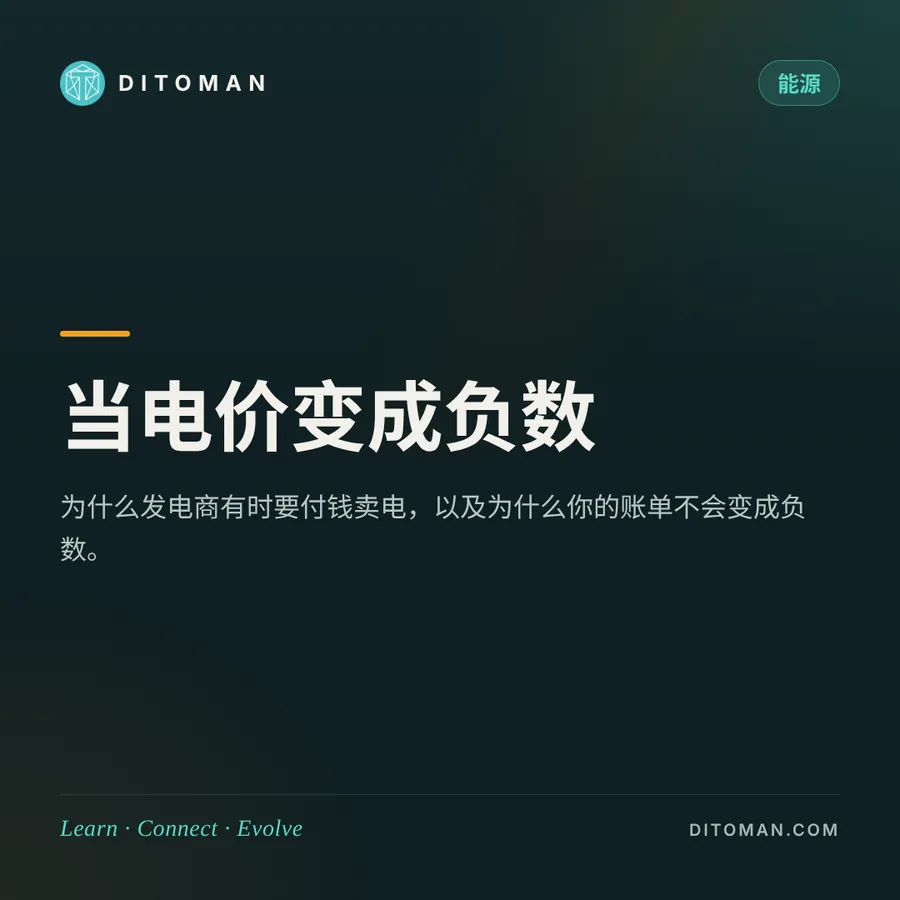 DITOMAN
能源
当电价变成负数
为什么发电商有时要付钱卖电，以及为什么你的账单不会变成负
数。
Learn · Connect · Evolve
DITOMAN.COM